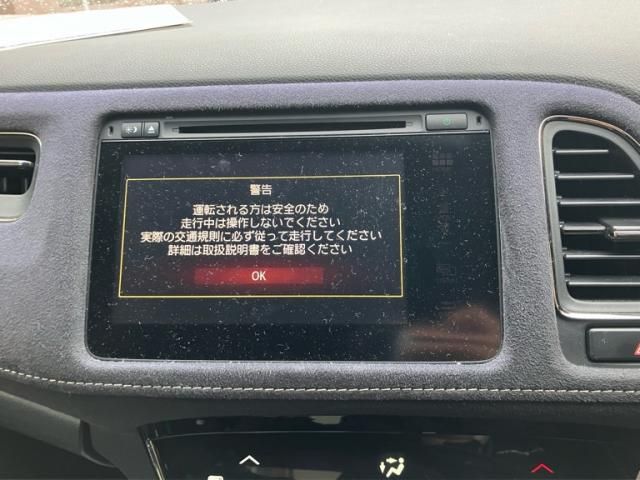 警告
運転される方は安全のため
走行中は操作しないでください
実際の交通規則に必ず従って走行してください
詳細は取扱説明書をご確認ください
OK